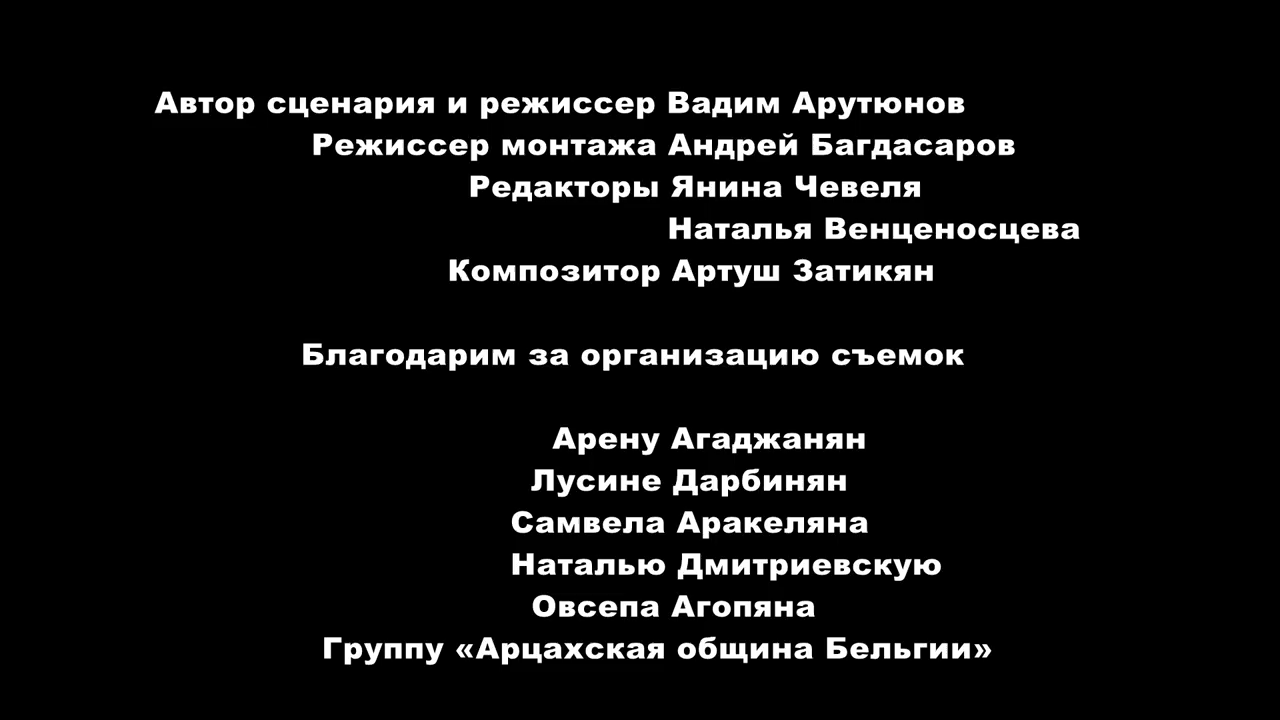 Автор сценария и режиссер Вадим Арутюнов
Режиссер монтажа Андрей Багдасаров
Редакторы Янина Чевеля
Наталья Венценосцева
Композитор Артуш Затикян
Благодарим за организацию съемок
Арену Агаджанян
Лусине Дарбинян
Самвела Аракеляна
Наталью Дмитриевскую
Овсепа Агопяна
Группу «Арцахская община Бельгии»